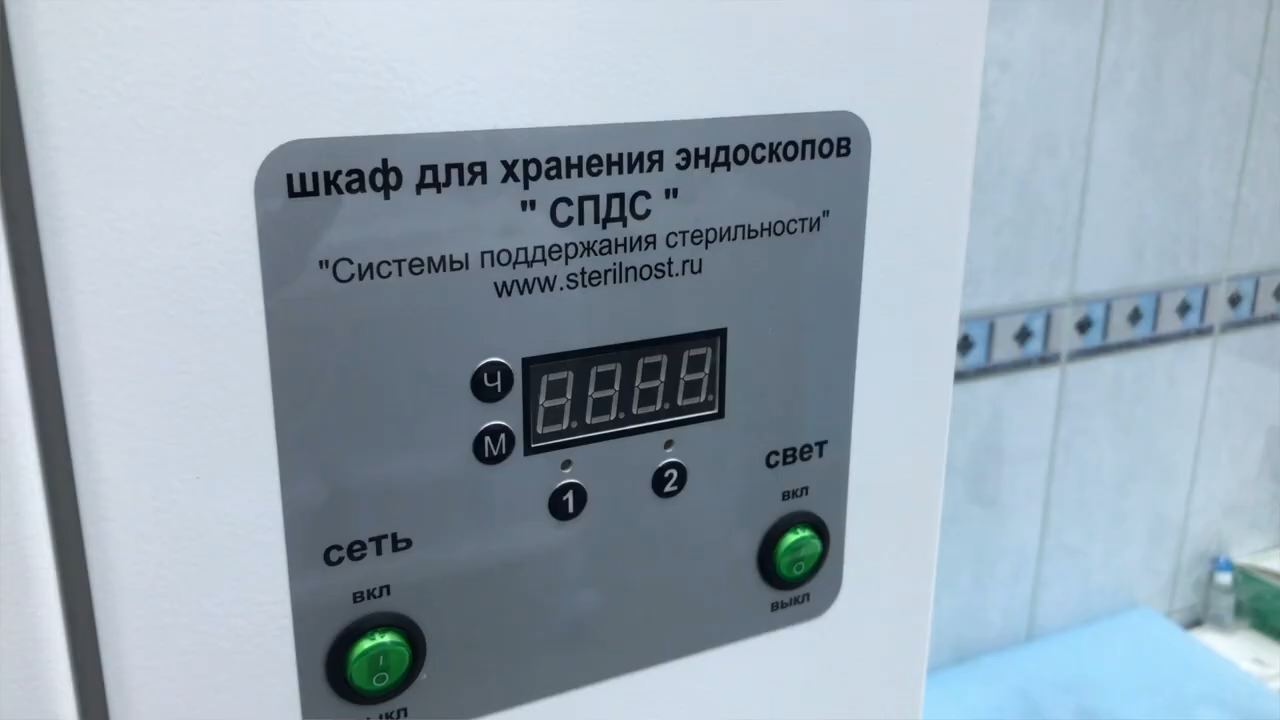 шкаф для хранения эндоскопов
" СПДС "
"Системы поддержания стерильности"
www.sterilnost.ru
Ч
М
1
2
свет
вкл
выкл
сеть
вкл